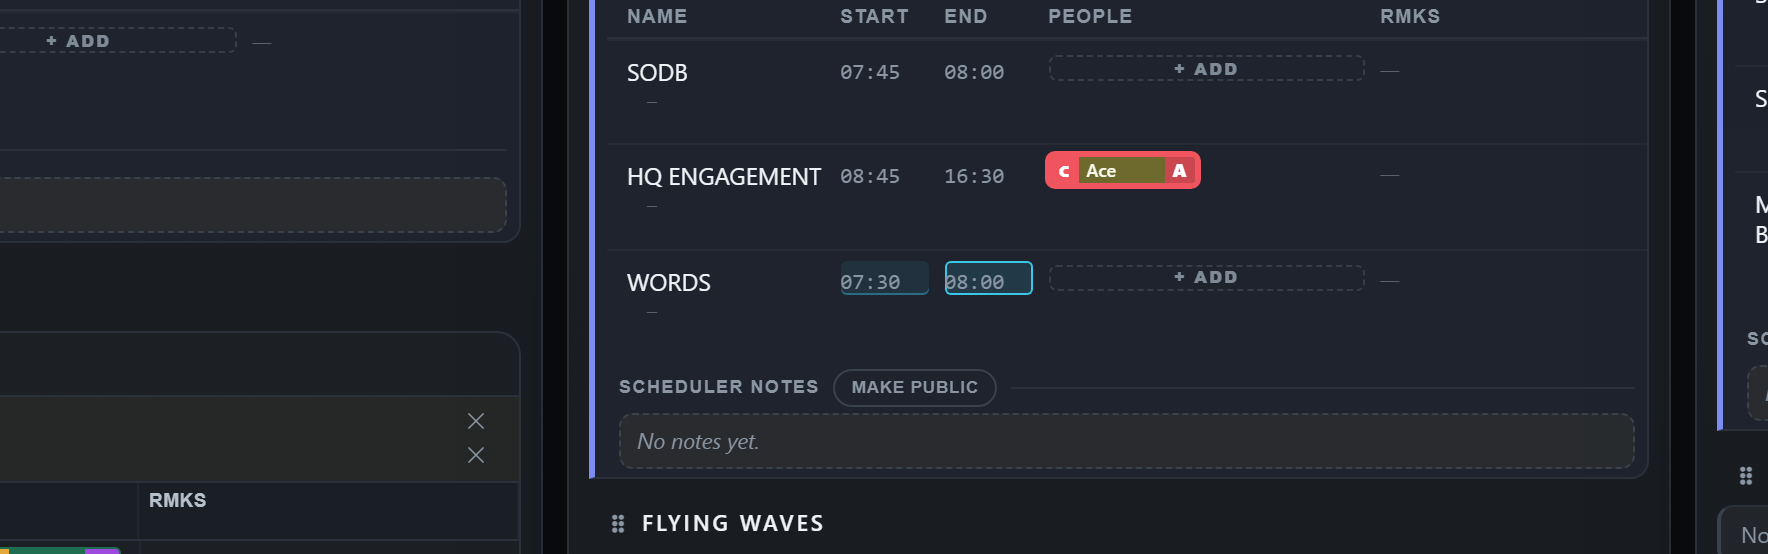 + ADD —
RMKS
NAME START END PEOPLE RMKS
SODB 07:45 08:00 + ADD —
–
HQ ENGAGEMENT 08:45 16:30 c Ace A —
–
WORDS 07:30 08:00 + ADD —
–
SCHEDULER NOTES MAKE PUBLIC
No notes yet.
FLYING WAVES